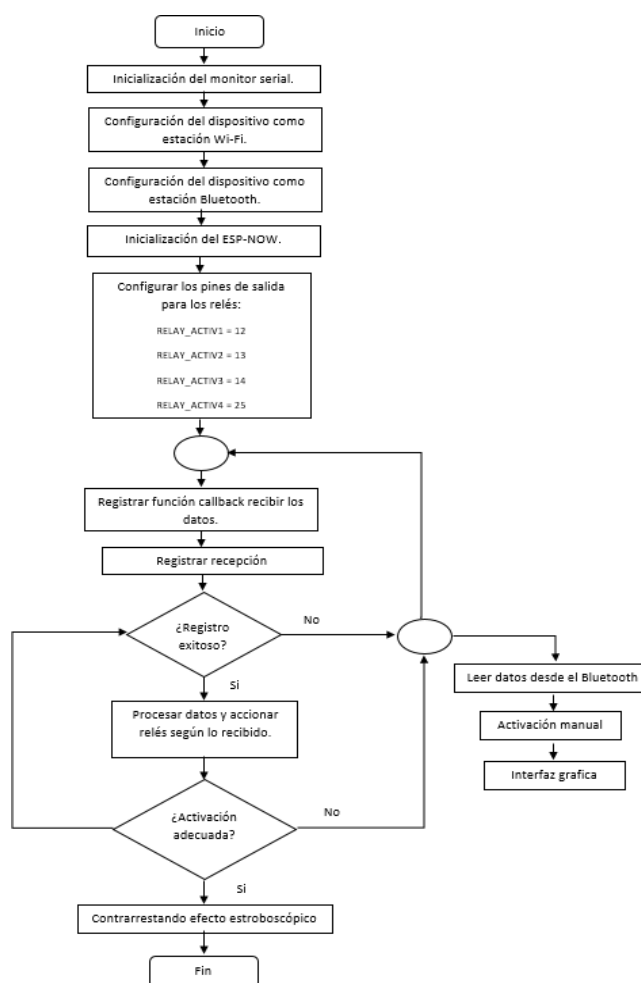 Inicio
Inicialización del monitor serial.
Configuración del dispositivo como
estación Wi-Fi.
Configuración del dispositivo como
estación Bluetooth.
Inicialización del ESP-NOW.
Configurar los pines de salida
para los relés:
RELAY_ACTIV1 = 12
RELAY_ACTIV2 = 13
RELAY_ACTIV3 = 14
RELAY_ACTIV4 = 25
Registrar función callback recibir los
datos.
Registrar recepción
¿Registro
exitoso?
No
Si
Leer datos desde el Bluetooth
Procesar datos y accionar
relés según lo recibido.
Activación manual
Interfaz grafica
¿Activación
adecuada?
No
Si
Contrarrestando efecto estroboscópico
Fin